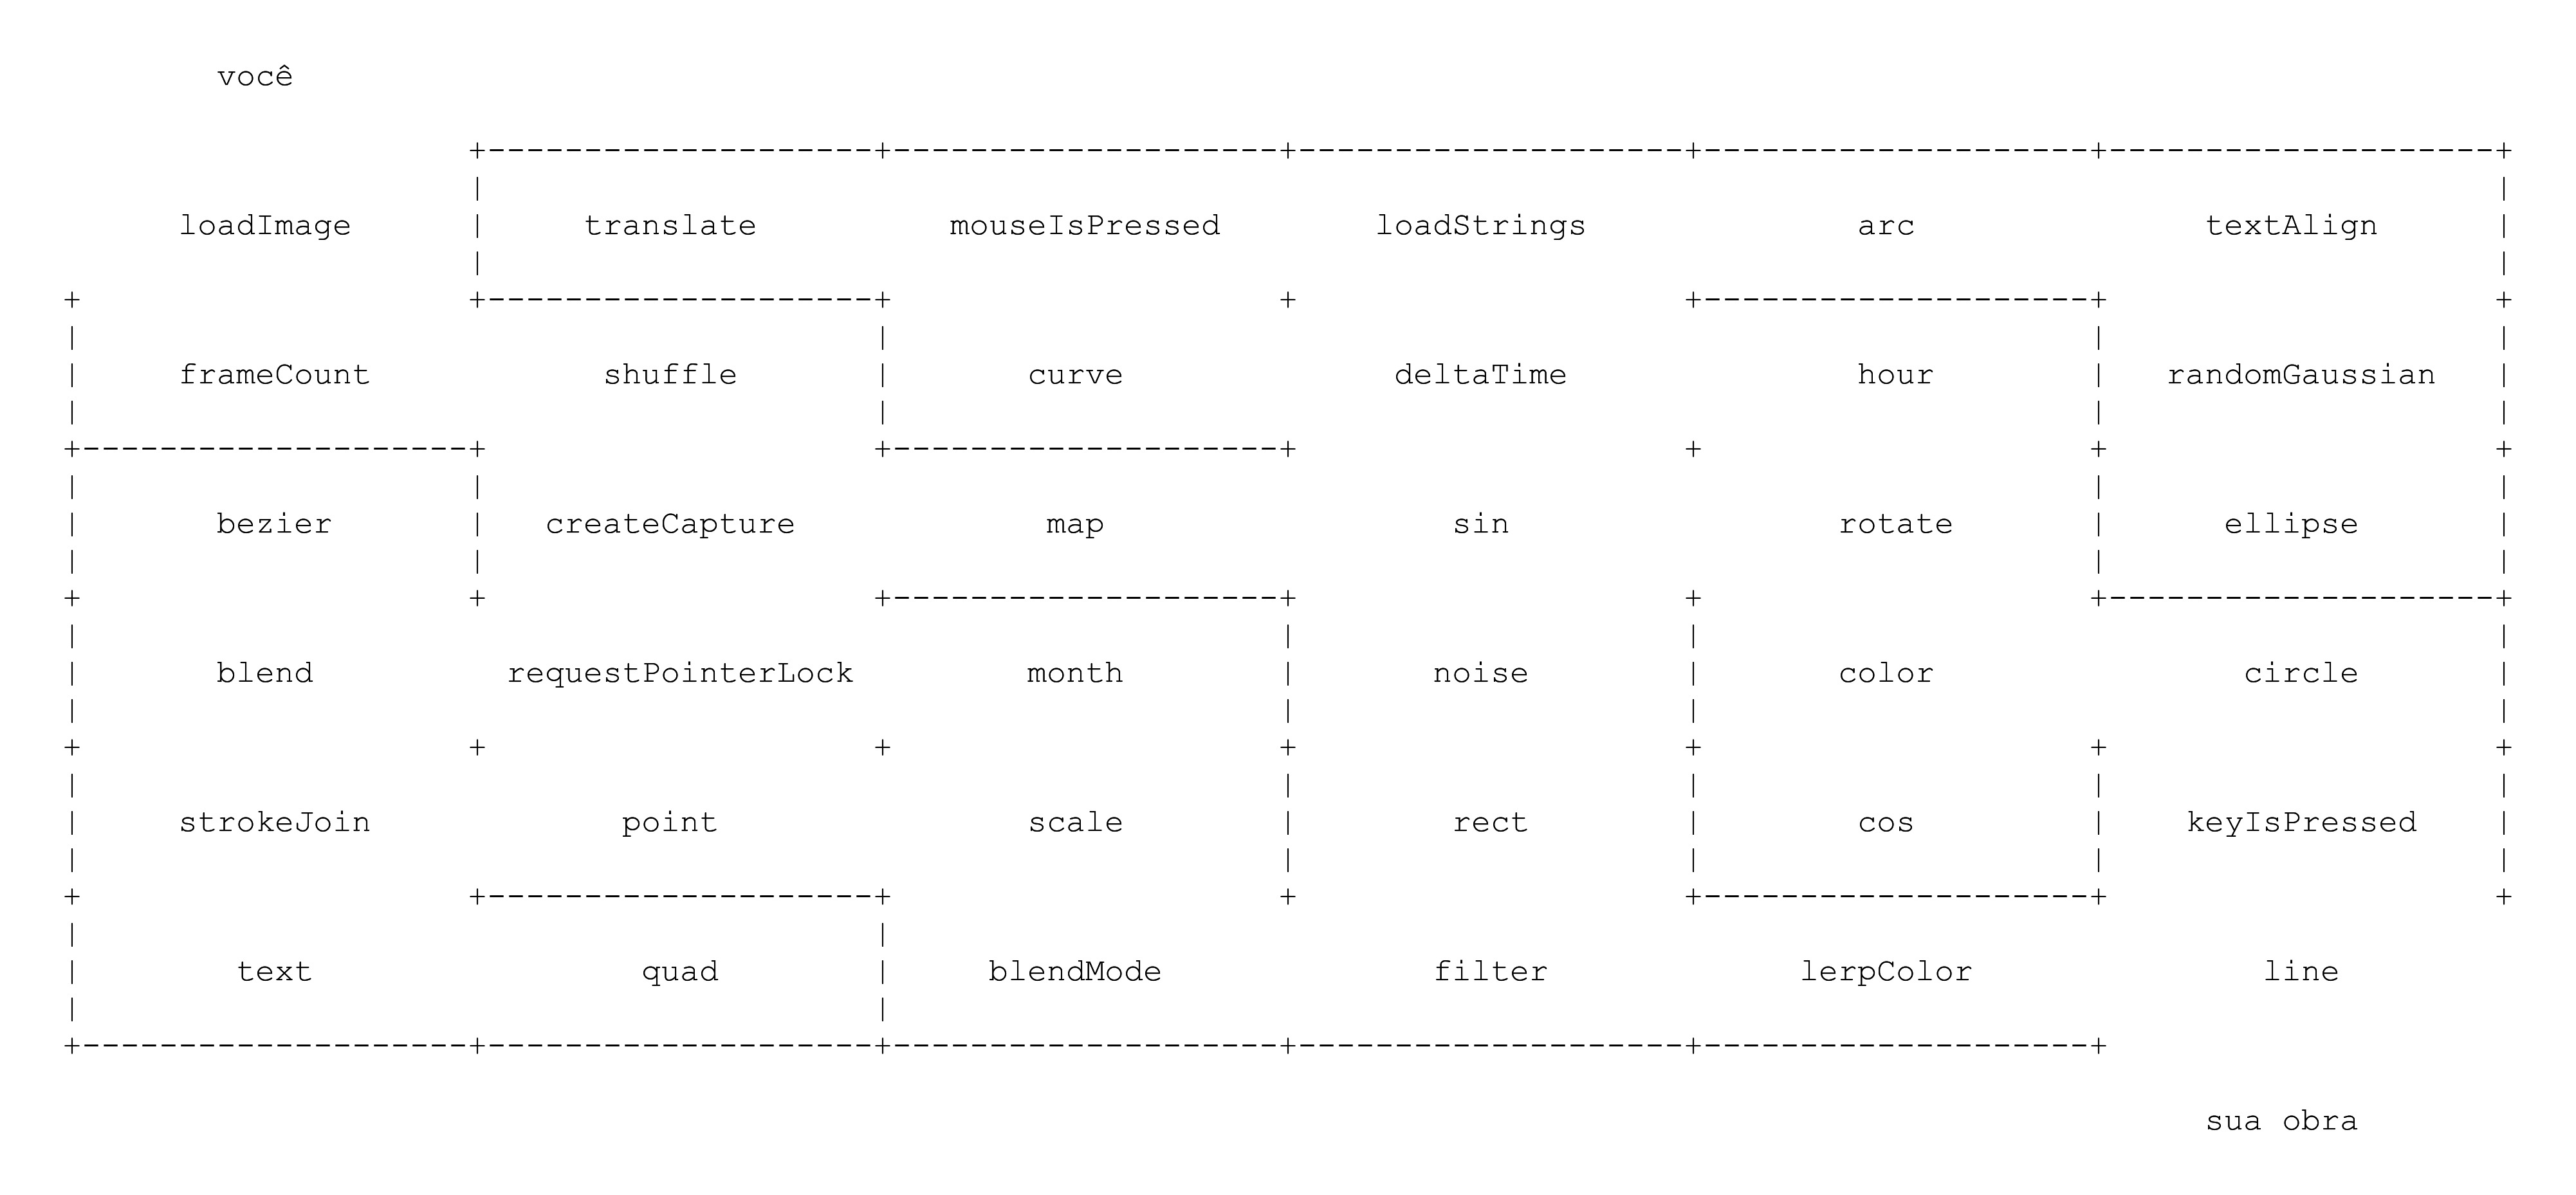 você
loadImage translate mouseIsPressed loadStrings arc textAlign
frameCount shuffle curve deltaTime hour randomGaussian
bezier createCapture map sin rotate ellipse
blend requestPointerLock month noise color circle
strokeJoin point scale rect cos keyIsPressed
text quad blendMode filter lerpColor line
sua obra